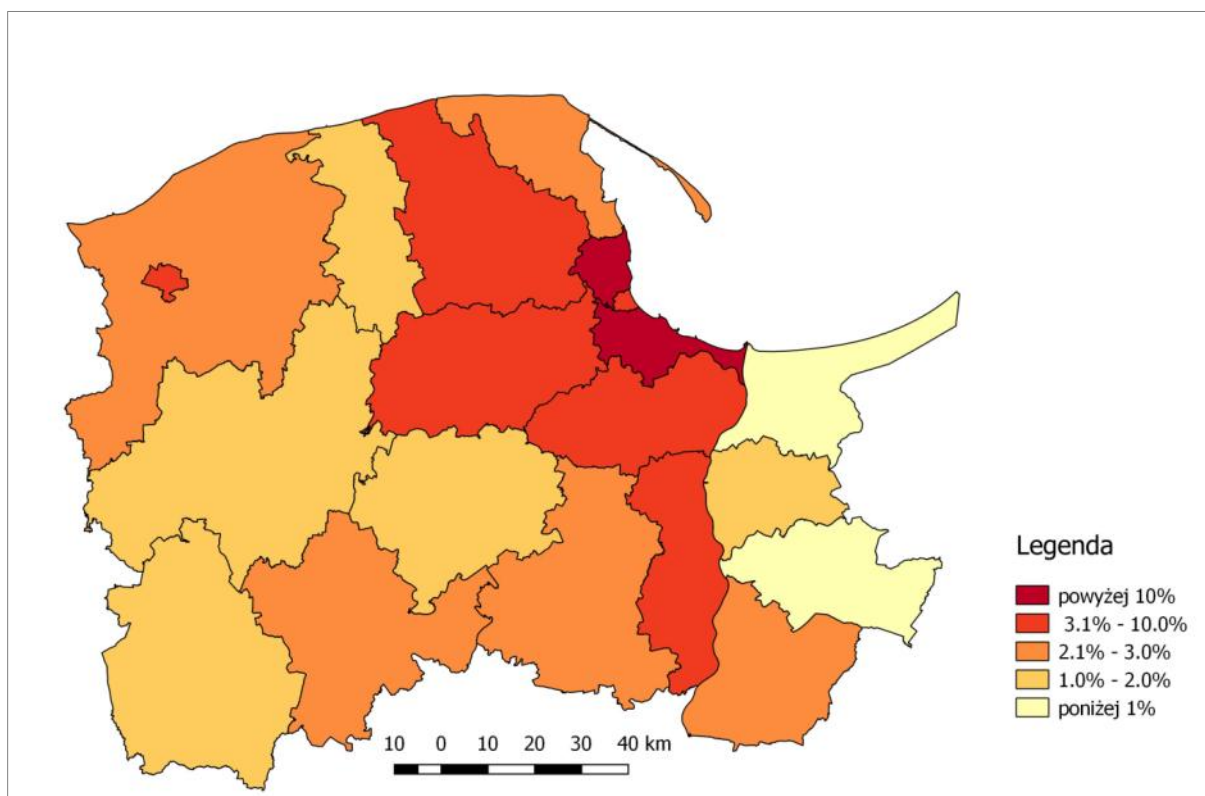 Legenda
powyżej 10%
3.1% - 10.0%
2.1% - 3.0%
1.0% - 2.0%
poniżej 1%
10 0 10 20 30 40 km